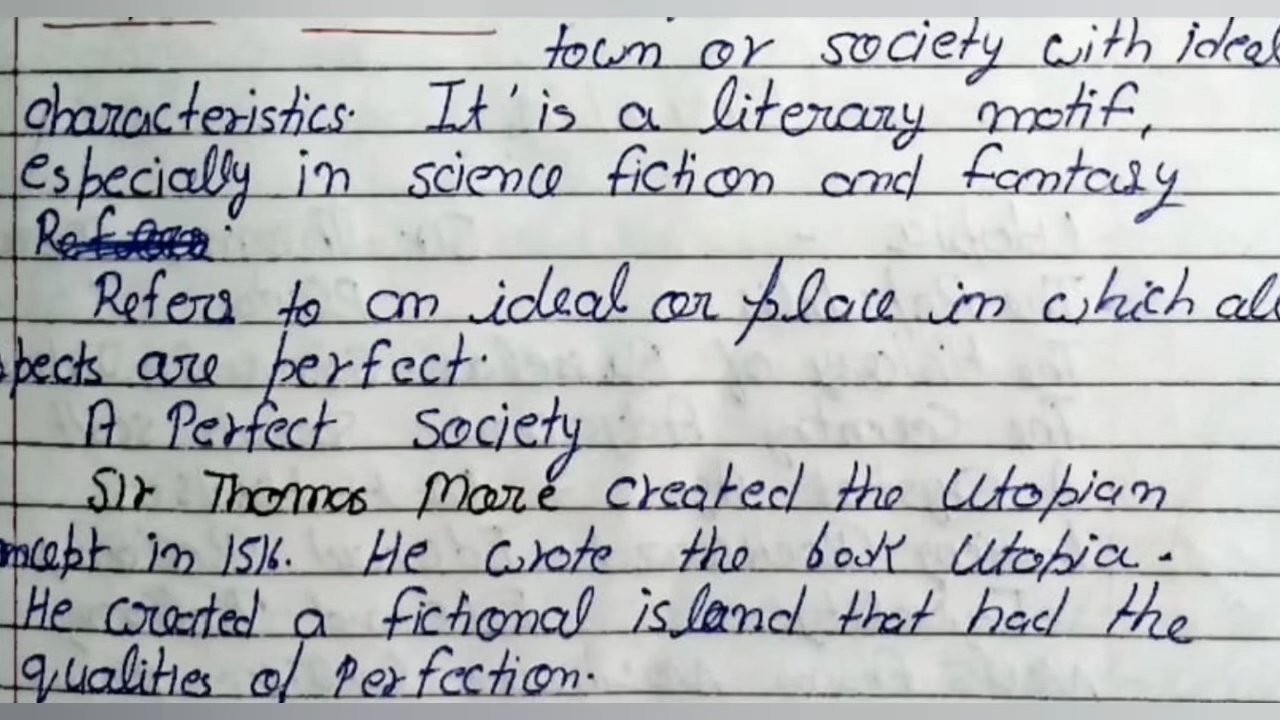 town or society with ideal
characteristics. It' is a literary motif,
especially in science fiction and fantasy
Refers to an ideal or place in which all
spects are perfect.
A Perfect Society
Sir Thomas More created the Utopian
ncept in 1516. He wrote the book Utopia.
He created a fictional island that had the
qualities of Perfection.